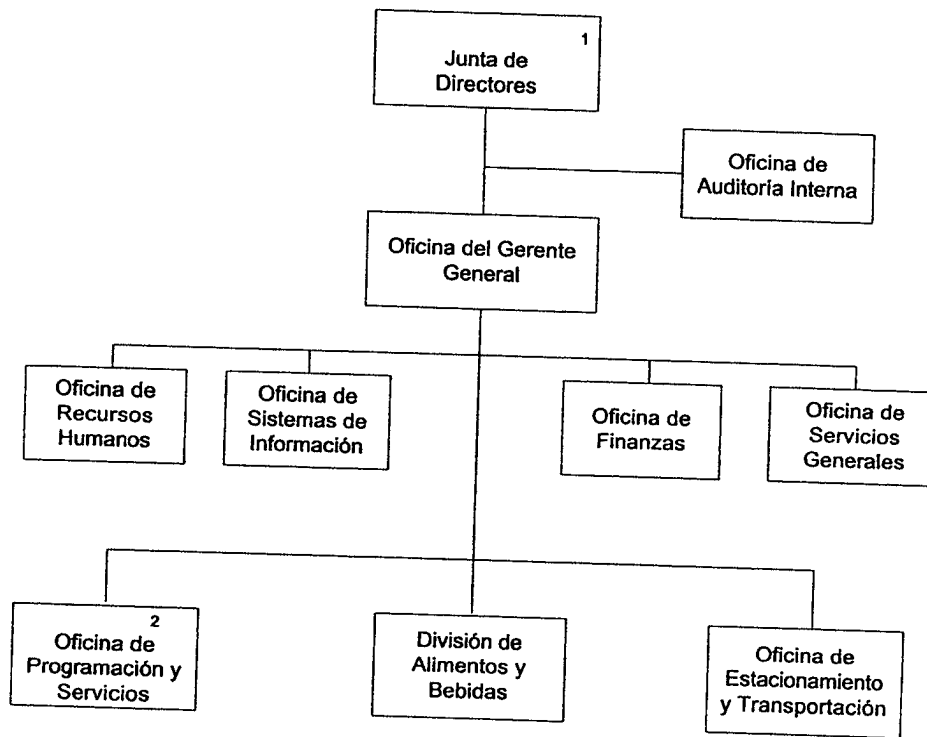 1
Junta de
Directores
Oficina de
Auditoría Interna
Oficina del Gerente
General
Oficina de
Recursos
Humanos
Oficina de
Sistemas de
Información
Oficina de
Finanzas
Oficina de
Servicios
Generales
2
Oficina de
Programación y
Servicios
División de
Alimentos y
Bebidas
Oficina de
Estacionamiento
y Transportación